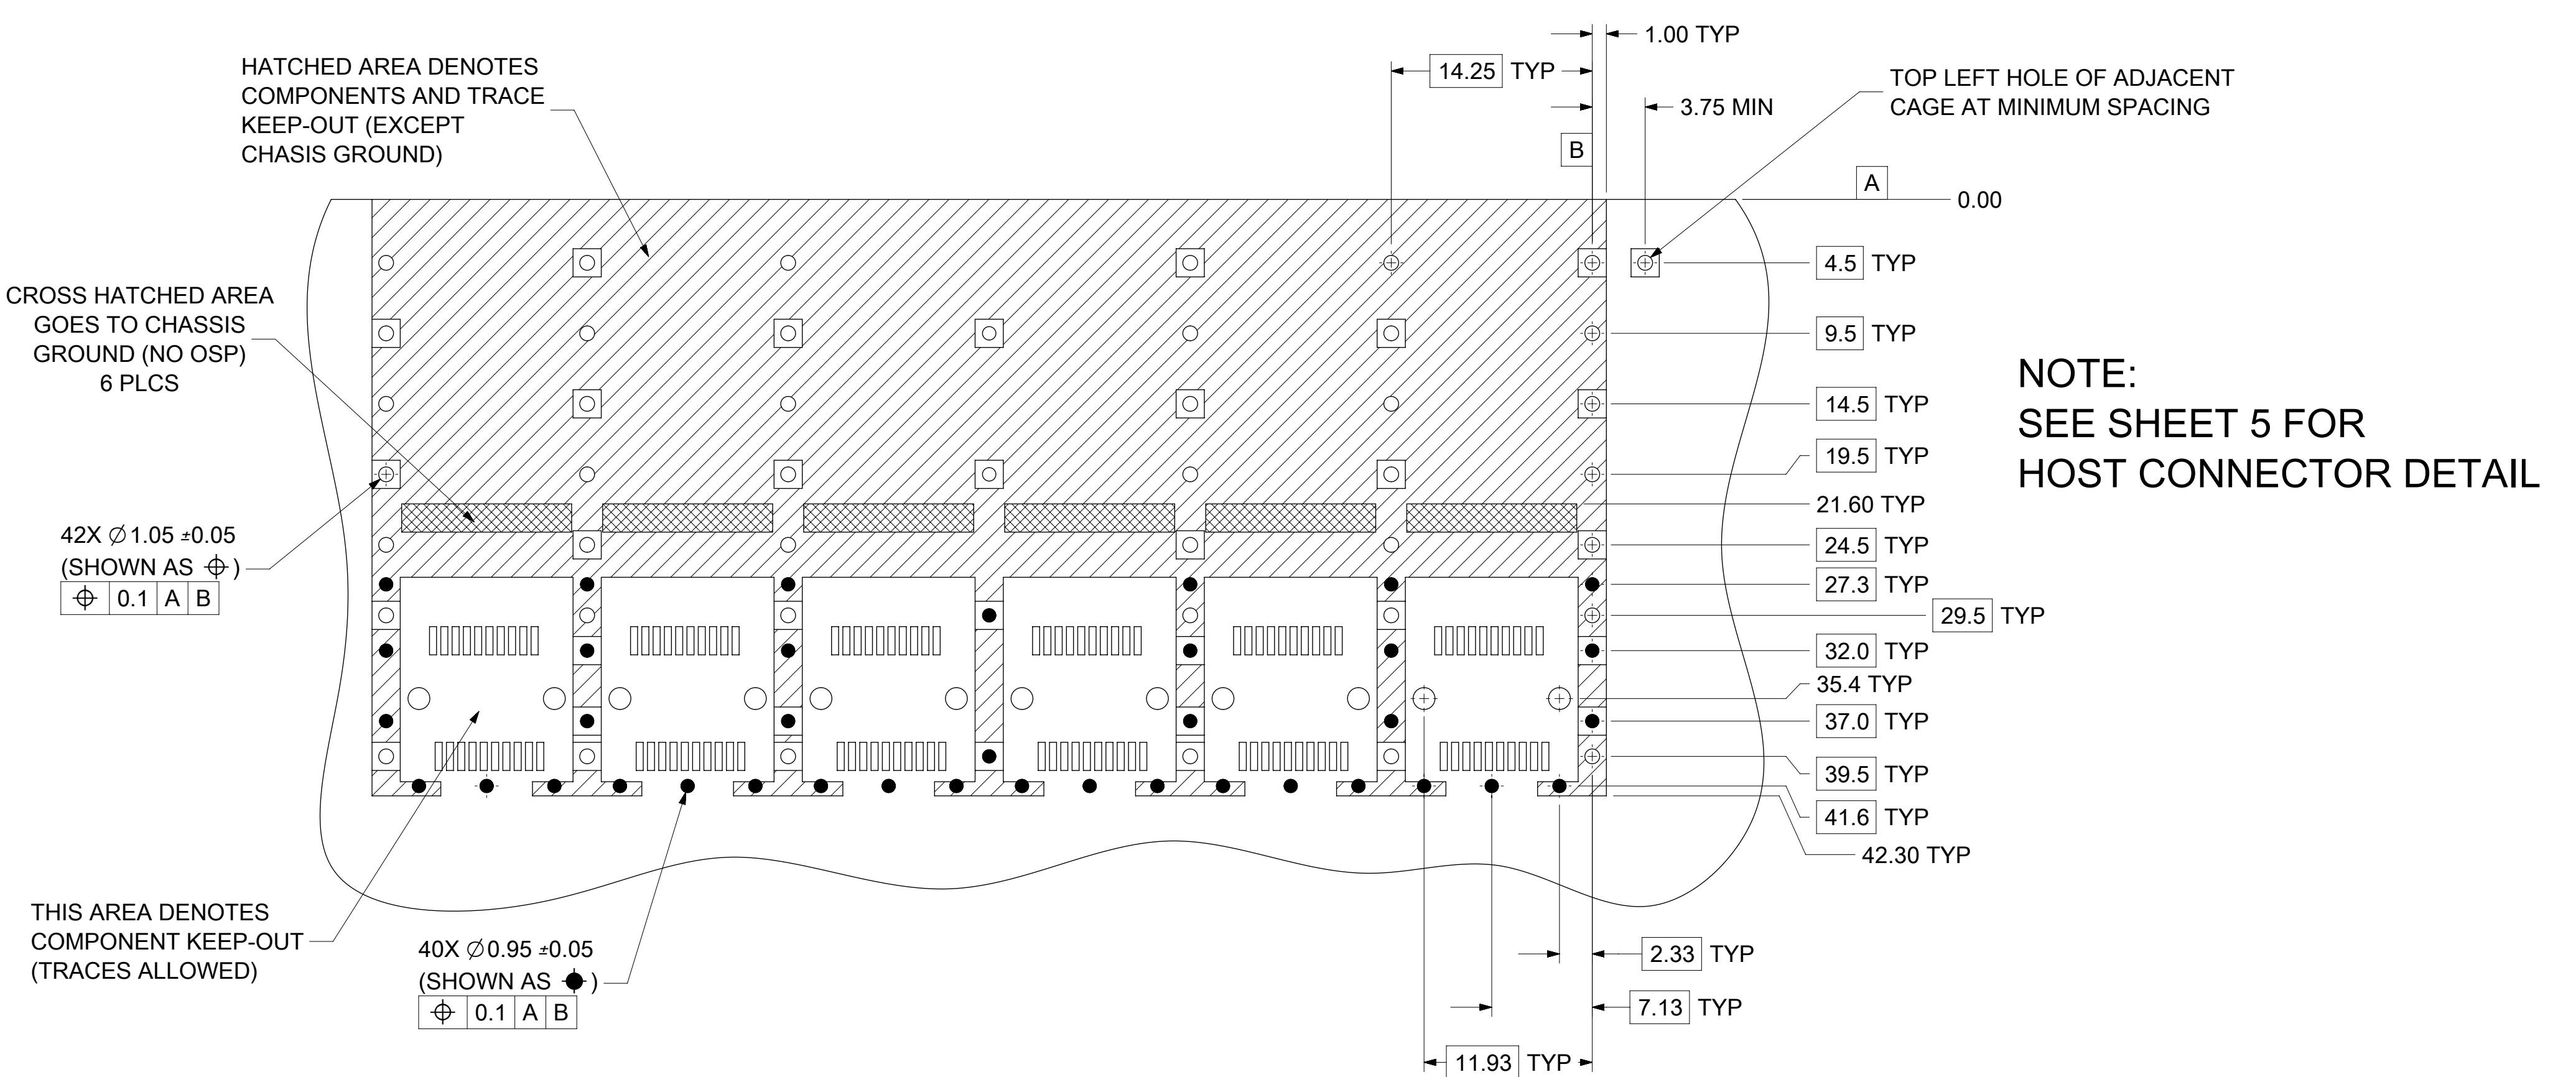 1.00 TYP
14.25 TYP
3.75 MIN
HATCHED AREA DENOTES
COMPONENTS AND TRACE
KEEP-OUT (EXCEPT
CHASIS GROUND)
TOP LEFT HOLE OF ADJACENT
CAGE AT MINIMUM SPACING
B
A
0.00
4.5 TYP
CROSS HATCHED AREA
GOES TO CHASSIS
GROUND (NO OSP)
6 PLCS
9.5 TYP
NOTE:
SEE SHEET 5 FOR
HOST CONNECTOR DETAIL
14.5 TYP
19.5 TYP
21.60 TYP
42X ∅1.05 ±0.05
(SHOWN AS ⌖)
⌖ 0.1 A B
24.5 TYP
27.3 TYP
29.5 TYP
32.0 TYP
35.4 TYP
37.0 TYP
39.5 TYP
41.6 TYP
42.30 TYP
THIS AREA DENOTES
COMPONENT KEEP-OUT
(TRACES ALLOWED)
40X ∅0.95 ±0.05
(SHOWN AS )
⌖ 0.1 A B
2.33 TYP
7.13 TYP
11.93 TYP